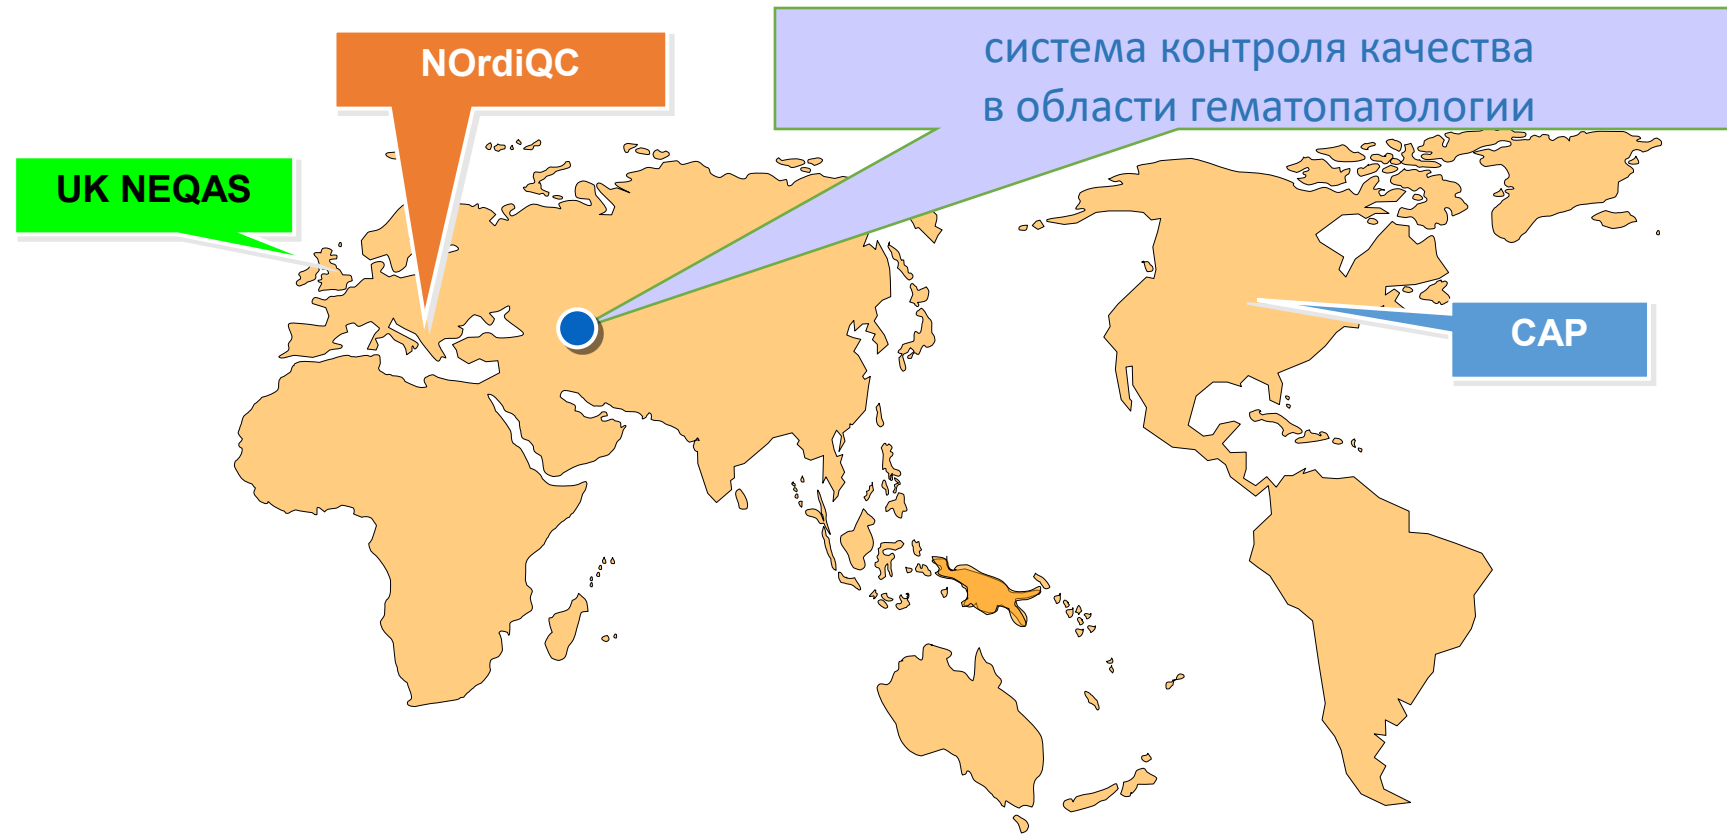 NOrdiQC
система контроля качества
в области гематопатологии
UK NEQAS
CAP